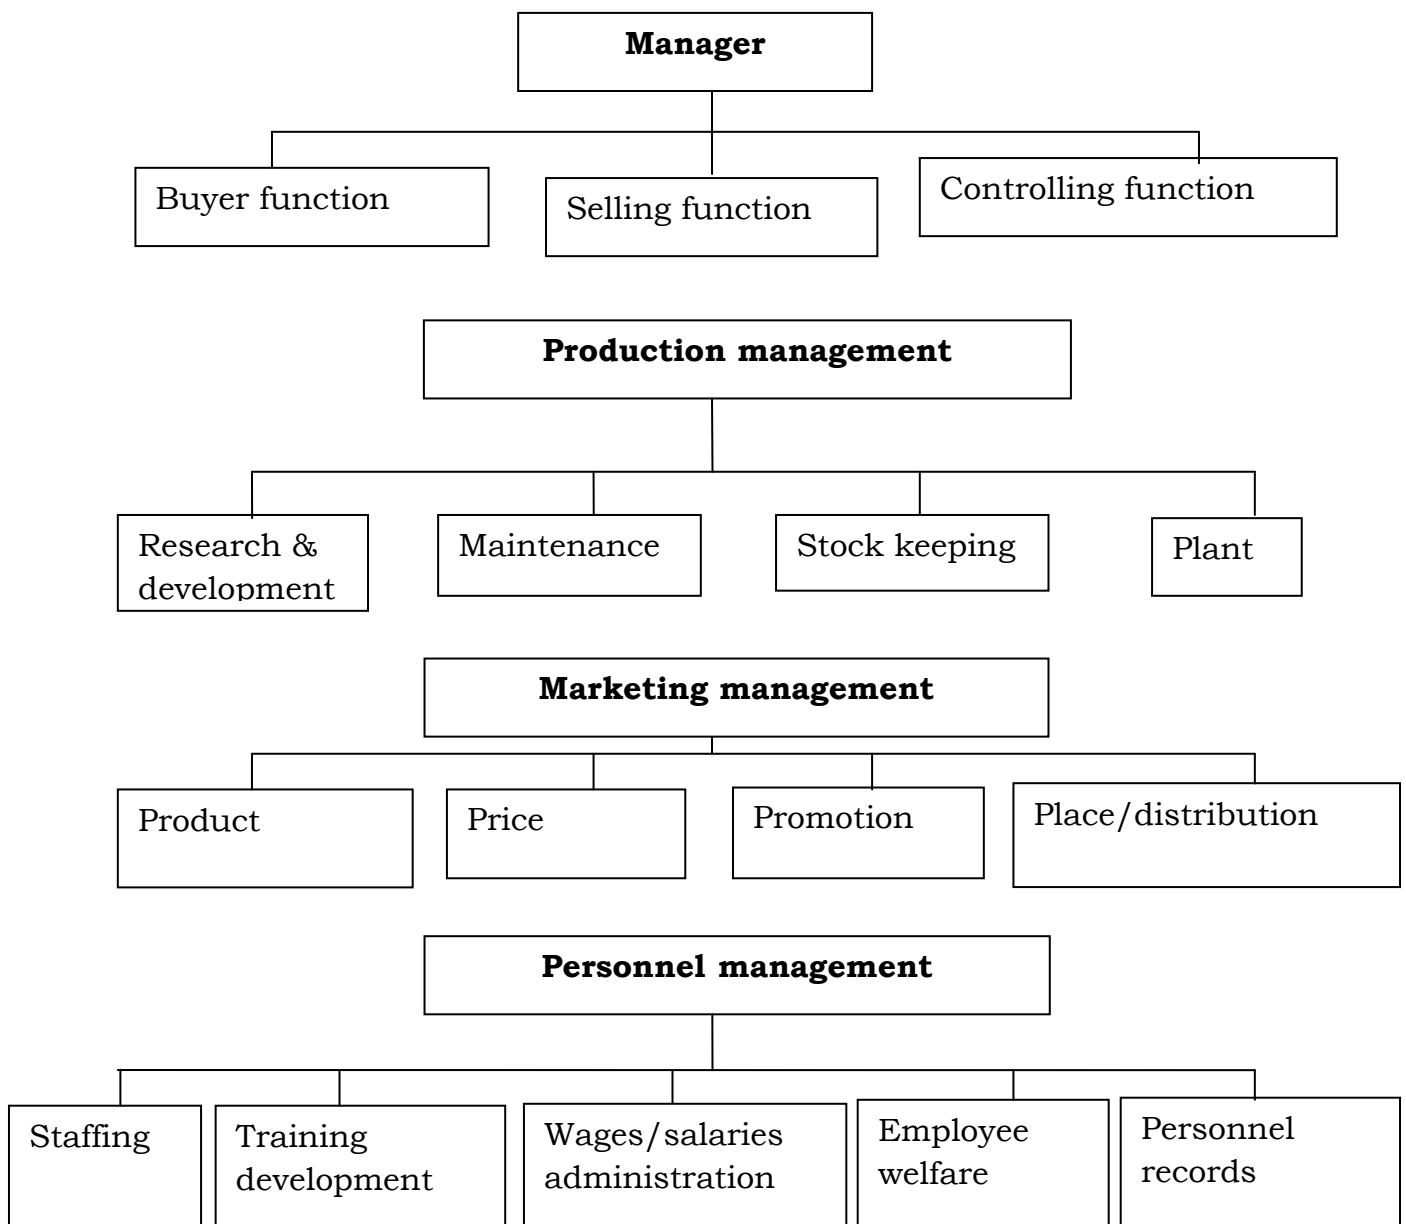 Manager
Buyer function
Selling function
Controlling function
Production management
Research &
development
Maintenance
Stock keeping
Plant
Marketing management
Product
Price
Promotion
Place/distribution
Personnel management
Staffing
Training
development
Wages/salaries
administration
Employee
welfare
Personnel
records